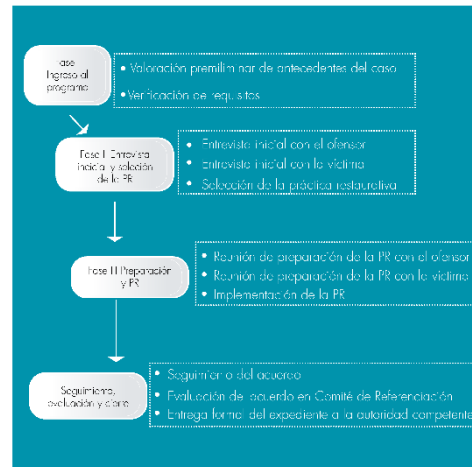 Fase
Ingreso al
programa
• Valoración premiliminar de antecedentes del caso
• Verificación de requisitos
Fase II Entrevista
inicial y selección
de la PR
• Entrevista inicial con el ofensor
• Entrevista inicial con la víctima
• Selección de la práctica restaurativa
Fase III Preparación
y PR
• Reunión de preparación de la PR con el ofensor
• Reunión de preparación de la PR con la víctima
• Implementación de la PR
Seguimiento,
evaluación y cierre
• Seguimiento del acuerdo
• Evaluación de acuerdo en Comité de Referenciación
• Entrega formal del expediente a la autoridad competente